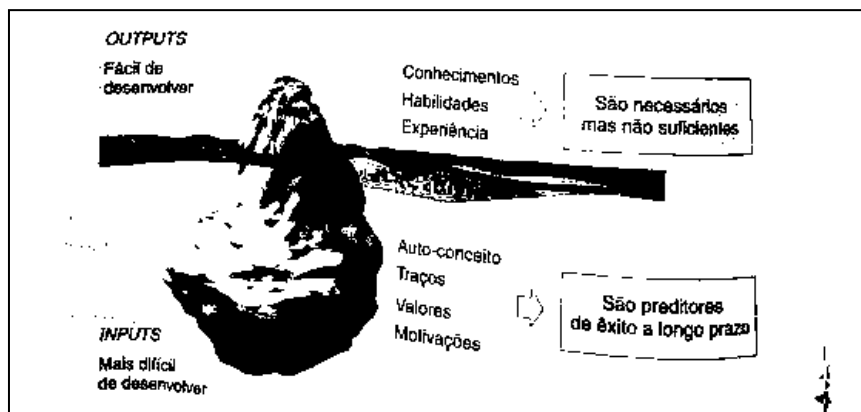 OUTPUTS
Fácil de
desenvolver
Conhecimentos
Habilidades
Experiência
São necessários
mas não suficientes
Auto-conceito
Traços
Valores
Motivações
São preditores
de êxito a longo prazo
INPUTS
Mais difícil
de desenvolver